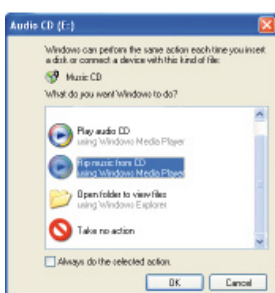 Audio CD (E:)
Windows can perform the same action each time you insert
a disk or connect a device with this kind of file:
Music CD
What do you want Windows to do?
Play audio CD
using Windows Media Player
Rip music from CD
using Windows Media Player
Open folder to view files
using Windows Explorer
Take no action
Always do the selected action.
OK
Cancel